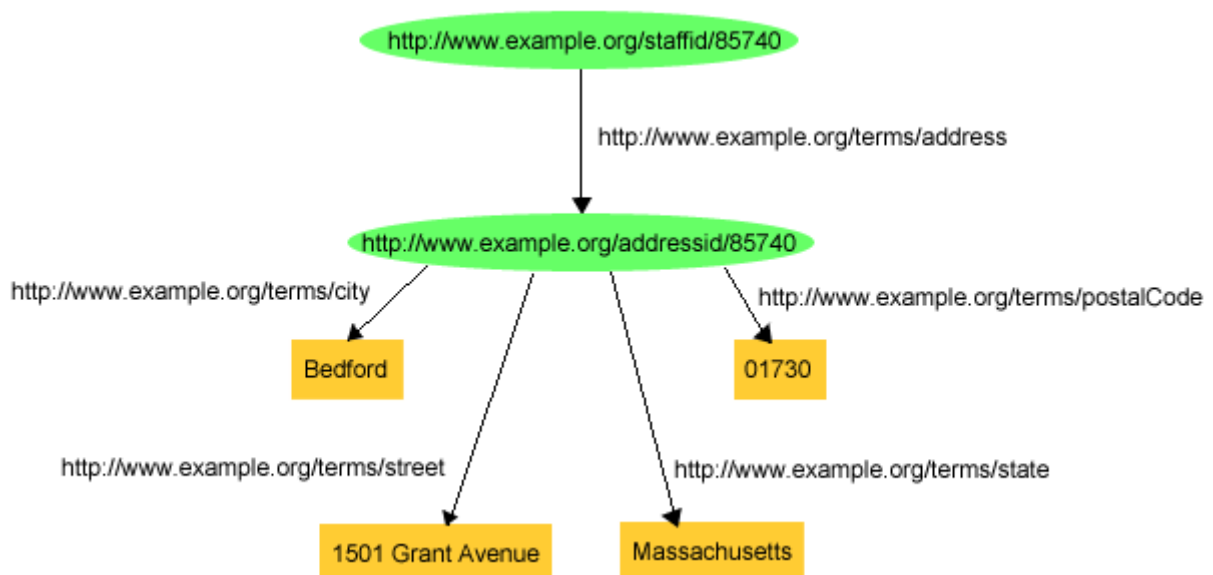 http://www.example.org/staffid/85740
http://www.example.org/terms/address
http://www.example.org/addressid/85740
http://www.example.org/terms/city
http://www.example.org/terms/postalCode
Bedford
01730
http://www.example.org/terms/street
http://www.example.org/terms/state
1501 Grant Avenue
Massachusetts